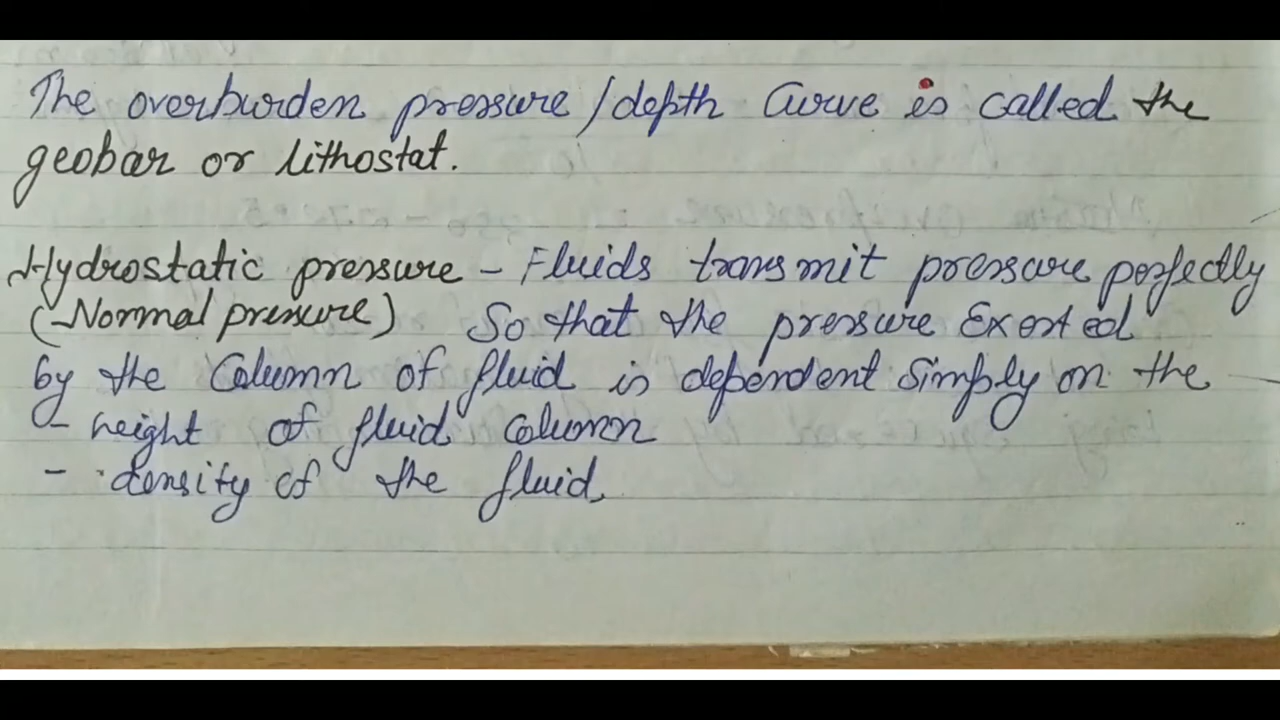 The overburden pressure/depth Curve is called the
geobar or lithostat.
Hydrostatic pressure - Fluids transmit pressure perfectly
(Normal pressure) So that the pressure Exerted
by the Column of fluid is dependent simply on the
- height of fluid column
- density of the fluid.